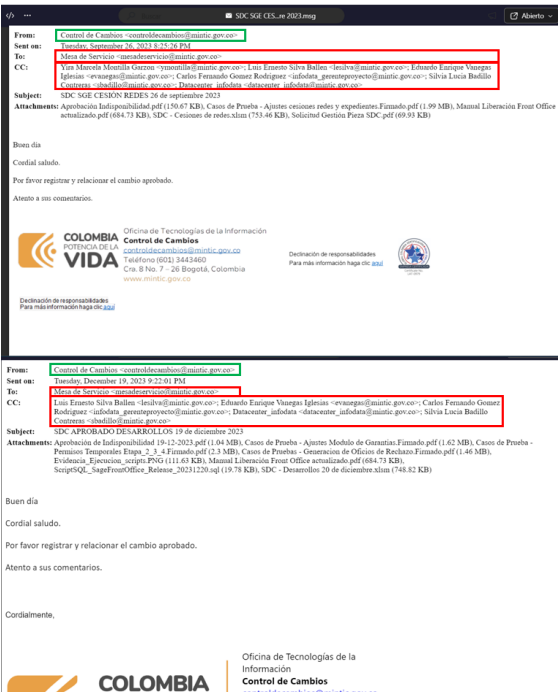 SDC SGE CES...re 2023.msg
Abierto
From: Control de Cambios <controldecambios@mintic.gov.co>
Sent on: Tuesday, September 26, 2023 8:25:26 PM
To: Mesa de Servicio <mesadeservicio@mintic.gov.co>
CC: Yira Marcela Montilla Garzon <ymontilla@mintic.gov.co>; Luis Ernesto Silva Ballen <lesilva@mintic.gov.co>; Eduardo Enrique Vanegas
Iglesias <evanegas@mintic.gov.co>; Carlos Fernando Gomez Rodriguez <infodata_gerenteproyecto@mintic.gov.co>; Silvia Lucia Badillo
Contreras <sbadillo@mintic.gov.co>; Datacenter_infodata <datacenter_infodata@mintic.gov.co>
Subject: SDC SGE CESIÓN REDES 26 de septiembre 2023
Attachments: Aprobación Indisponibilidad.pdf (150.67 KB), Casos de Prueba - Ajutes cesiones redes y expedientes.Firmado.pdf (1.99 MB), Manual Liberación Front Office
actualizado.pdf (684.73 KB), SDC - Cesiones de redes.xlsm (753.46 KB), Solicitud Gestión Pieza SDC.pdf (69.93 KB)
Buen día
Cordial saludo.
Por favor registrar y relacionar el cambio aprobado.
Atento a sus comentarios.
COLOMBIA
POTENCIA DE LA
VIDA
Oficina de Tecnologías de la Información
Control de Cambios
controldecambios@mintic.gov.co
Teléfono (601) 3443460
Cra. 8 No. 7 - 26 Bogotá, Colombia
www.mintic.gov.co
Declinación de responsabilidades
Para más información haga clic aquí
Declinación de responsabilidades
Para más información haga clic aquí
From: Control de Cambios <controldecambios@mintic.gov.co>
Sent on: Tuesday, December 19, 2023 9:22:01 PM
To: Mesa de Servicio <mesadeservicio@mintic.gov.co>
CC: Luis Ernesto Silva Ballen <lesilva@mintic.gov.co>; Eduardo Enrique Vanegas Iglesias <evanegas@mintic.gov.co>; Carlos Fernando Gomez
Rodriguez <infodata_gerenteproyecto@mintic.gov.co>; Datacenter_infodata <datacenter_infodata@mintic.gov.co>; Silvia Lucia Badillo
Contreras <sbadillo@mintic.gov.co>
Subject: SDC APROBADO DESARROLLOS 19 de diciembre 2023
Attachments: Aprobación de Indisponibilidad 19-12-2023.pdf (1.04 MB), Casos de Prueba - Ajustes Modulo de Garantias.Firmado.pdf (1.62 MB), Casos de Prueba -
Permisos Temporales Etapa_2_3_4.Firmado.pdf (2.3 MB), Casos de Pruebas - Generacion de Oficios de Rechazo.Firmado.pdf (1.46 MB),
Evidencia_Ejecucion_scripts.PNG (111.63 KB), Manual Liberación Front Office actualizado.pdf (684.73 KB),
ScriptSQL_SageFrontOffice_Release_20231220.sql (19.78 KB), SDC - Desarrollos 20 de diciembre.xlsm (748.82 KB)
Buen día
Cordial saludo.
Por favor registrar y relacionar el cambio aprobado.
Atento a sus comentarios.
Cordialmente,
COLOMBIA
Oficina de Tecnologías de la
Información
Control de Cambios